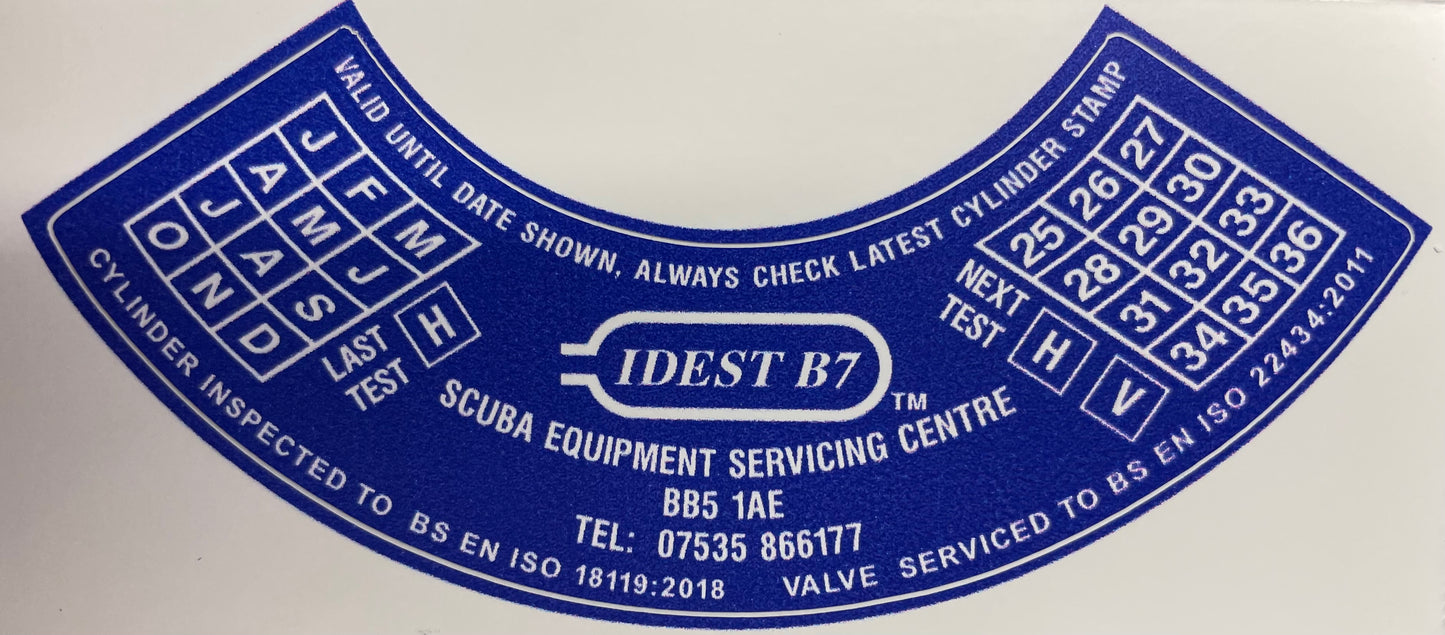 VALID UNTIL DATE SHOWN, ALWAYS CHECK LATEST CYLINDER STAMP
J F M
A M J
J A S
O N D
LAST
TEST
H
25 26 27
28 29 30
31 32 33
34 35 36
NEXT
TEST
H
V
IDEST B7
TM
SCUBA EQUIPMENT SERVICING CENTRE
BB5 1AE
TEL: 07535 866177
CYLINDER INSPECTED TO BS EN ISO 18119:2018 VALVE SERVICED TO BS EN ISO 22434:2011